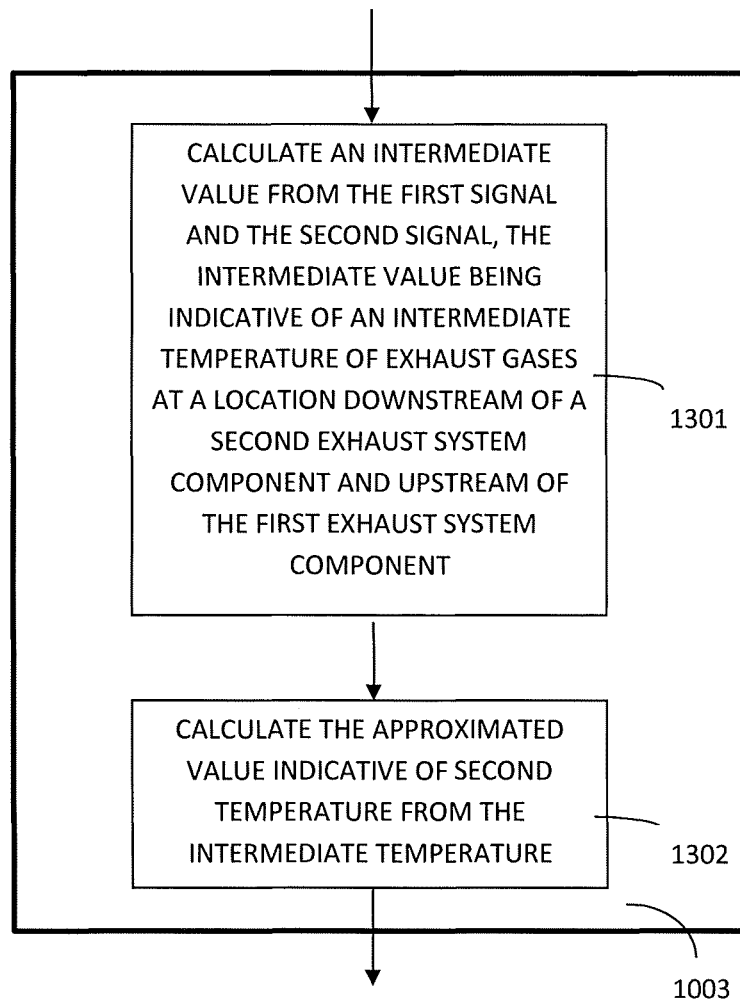 CALCULATE AN INTERMEDIATE
VALUE FROM THE FIRST SIGNAL
AND THE SECOND SIGNAL, THE
INTERMEDIATE VALUE BEING
INDICATIVE OF AN INTERMEDIATE
TEMPERATURE OF EXHAUST GASES
AT A LOCATION DOWNSTREAM OF A
SECOND EXHAUST SYSTEM
COMPONENT AND UPSTREAM OF
THE FIRST EXHAUST SYSTEM
COMPONENT
1301
CALCULATE THE APPROXIMATED
VALUE INDICATIVE OF SECOND
TEMPERATURE FROM THE
INTERMEDIATE TEMPERATURE
1302
1003